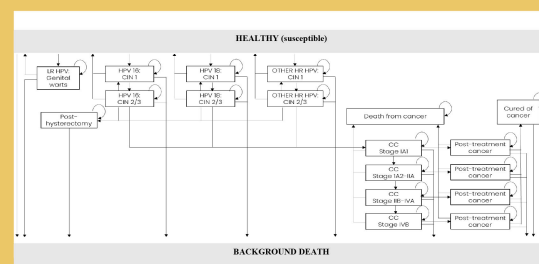 HEALTHY (susceptible)
LR HPV:
Genital
warts
HPV 16:
CIN 1
HPV 18:
CIN 1
OTHER HR HPV:
CIN 1
HPV 16:
CIN 2/3
HPV 18:
CIN 2/3
OTHER HR HPV:
CIN 2/3
Post-
hysterectomy
Death from cancer
Cured of
cancer
CC
Stage IA1
Post-treatment
cancer
CC
Stage IA2-IIA
Post-treatment
cancer
CC
Stage IIB-IVA
Post-treatment
cancer
CC
Stage IVB
Post-treatment
cancer
BACKGROUND DEATH